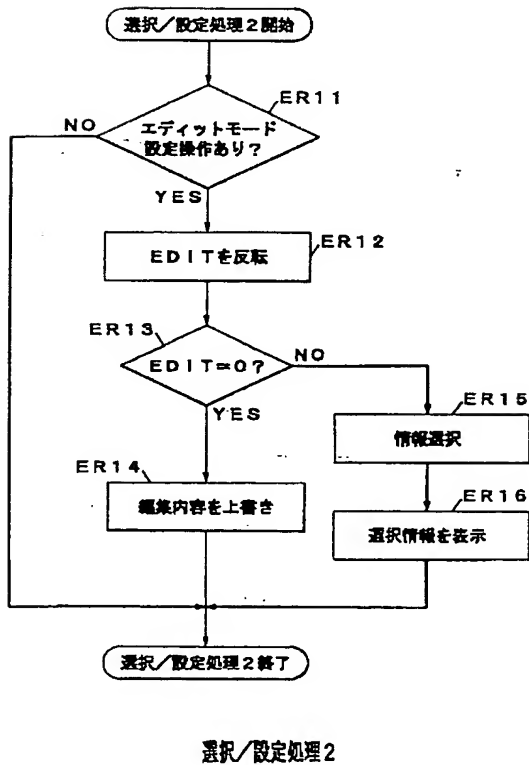 選択／設定処理２開始
ER11
NO
エディットモード
設定操作あり？
YES
ER12
EDITを反転
ER13
EDIT=0?
NO
YES
ER15
情報選択
ER14
編集内容を上書き
ER16
選択情報を表示
選択／設定処理２終了
選択／設定処理２